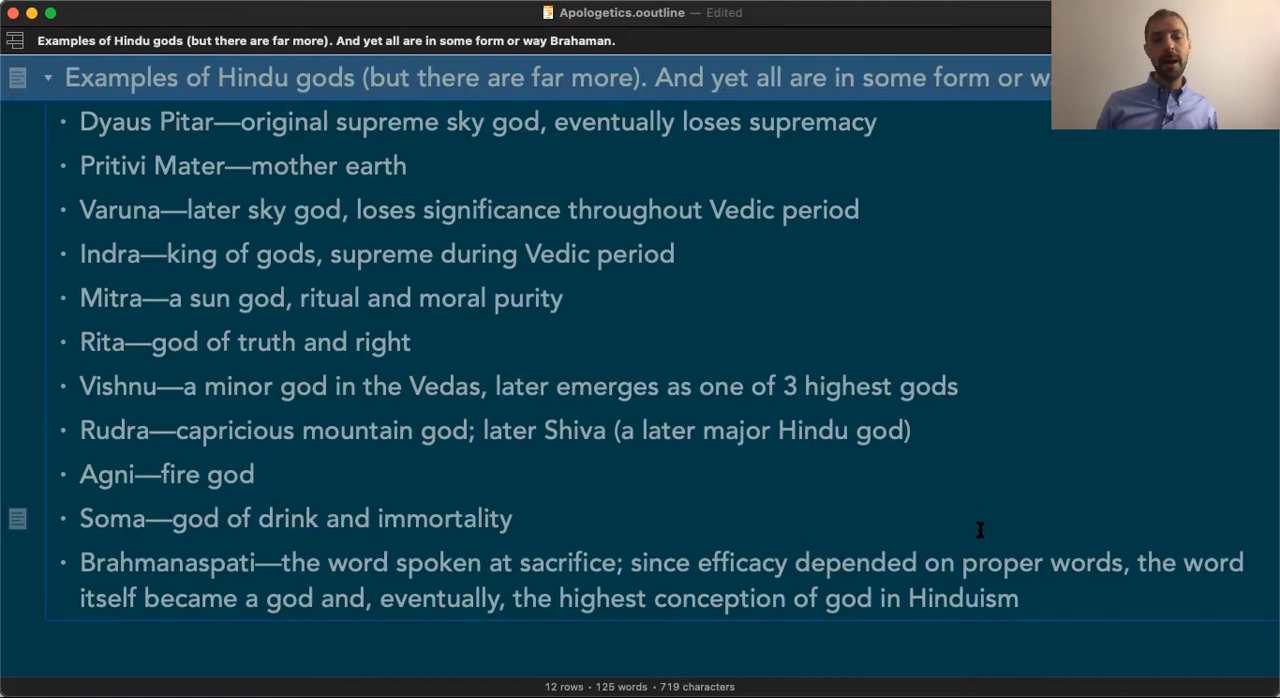 Apologetics.ooutline — Edited
Examples of Hindu gods (but there are far more). And yet all are in some form or way Brahaman.
Examples of Hindu gods (but there are far more). And yet all are in some form or w
• Dyaus Pitar—original supreme sky god, eventually loses supremacy
• Pritivi Mater—mother earth
• Varuna—later sky god, loses significance throughout Vedic period
• Indra—king of gods, supreme during Vedic period
• Mitra—a sun god, ritual and moral purity
• Rita—god of truth and right
• Vishnu—a minor god in the Vedas, later emerges as one of 3 highest gods
• Rudra—capricious mountain god; later Shiva (a later major Hindu god)
• Agni—fire god
• Soma—god of drink and immortality
• Brahmanaspati—the word spoken at sacrifice; since efficacy depended on proper words, the word
itself became a god and, eventually, the highest conception of god in Hinduism
12 rows • 125 words • 719 characters